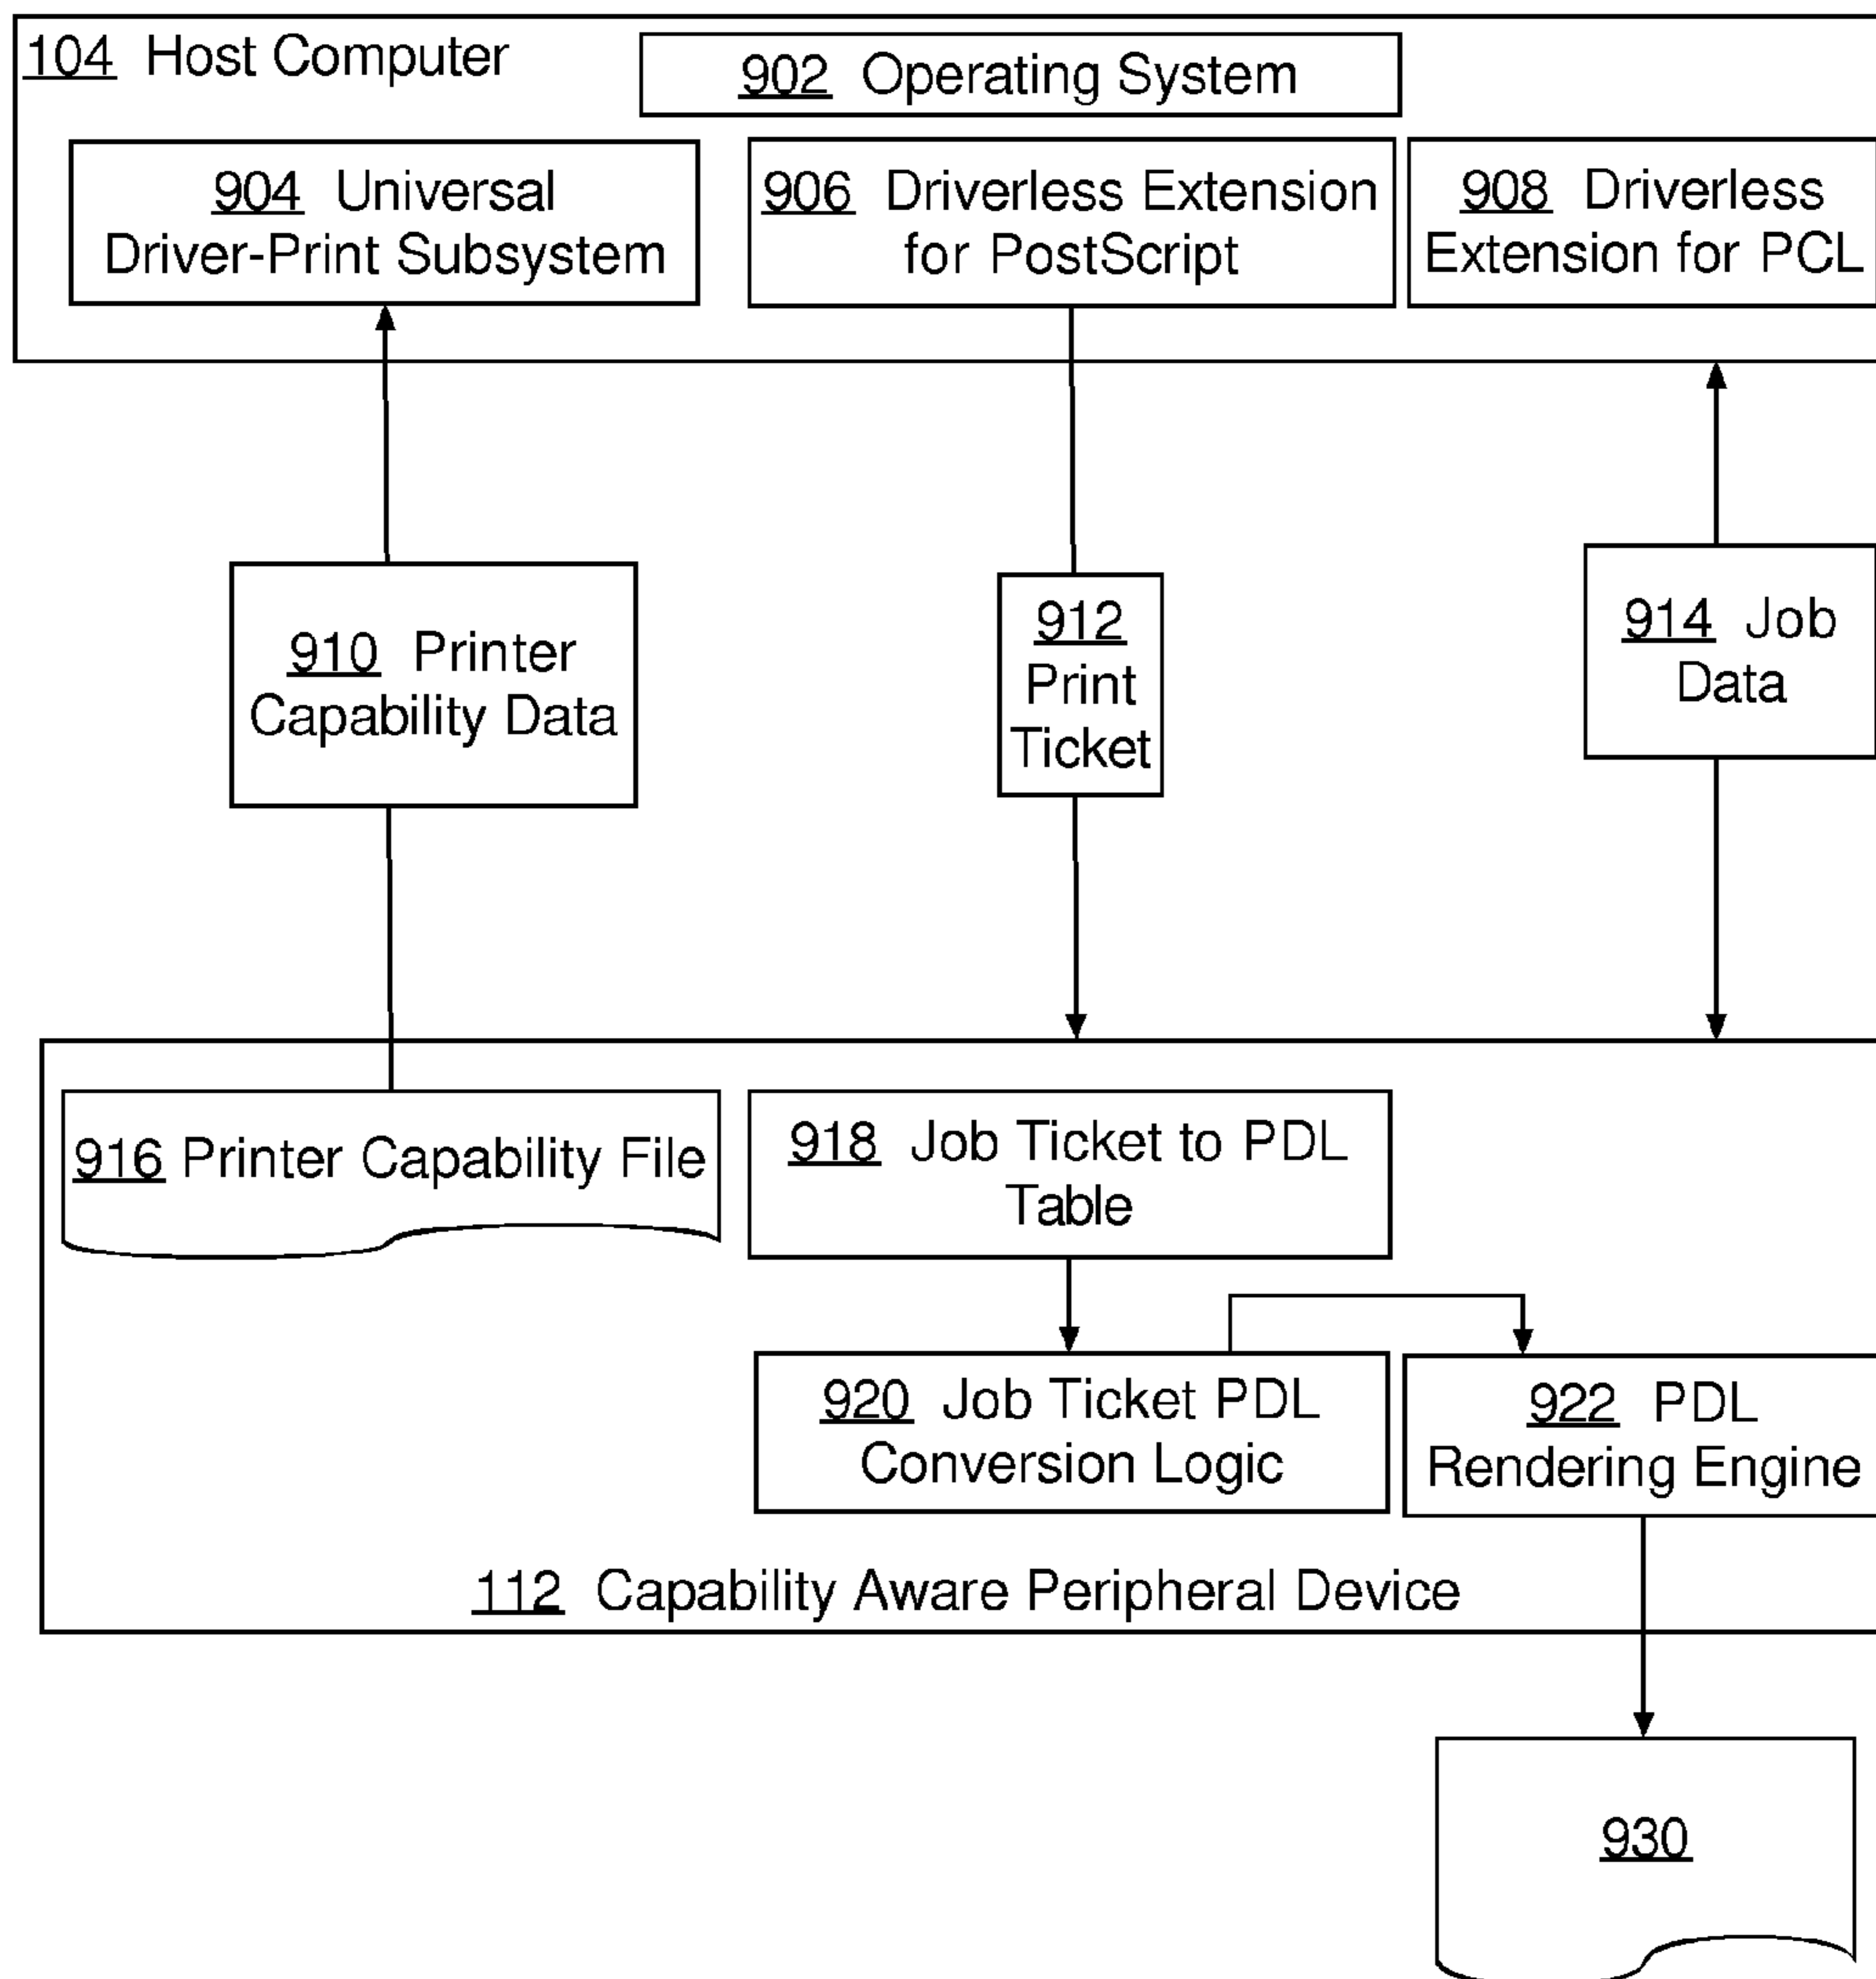 104 Host Computer
902 Operating System
904 Universal
Driver-Print Subsystem
906 Driverless Extension
for PostScript
908 Driverless
Extension for PCL
910 Printer
Capability Data
912
Print
Ticket
914 Job
Data
916 Printer Capability File
918 Job Ticket to PDL
Table
920 Job Ticket PDL
Conversion Logic
922 PDL
Rendering Engine
112 Capability Aware Peripheral Device
930